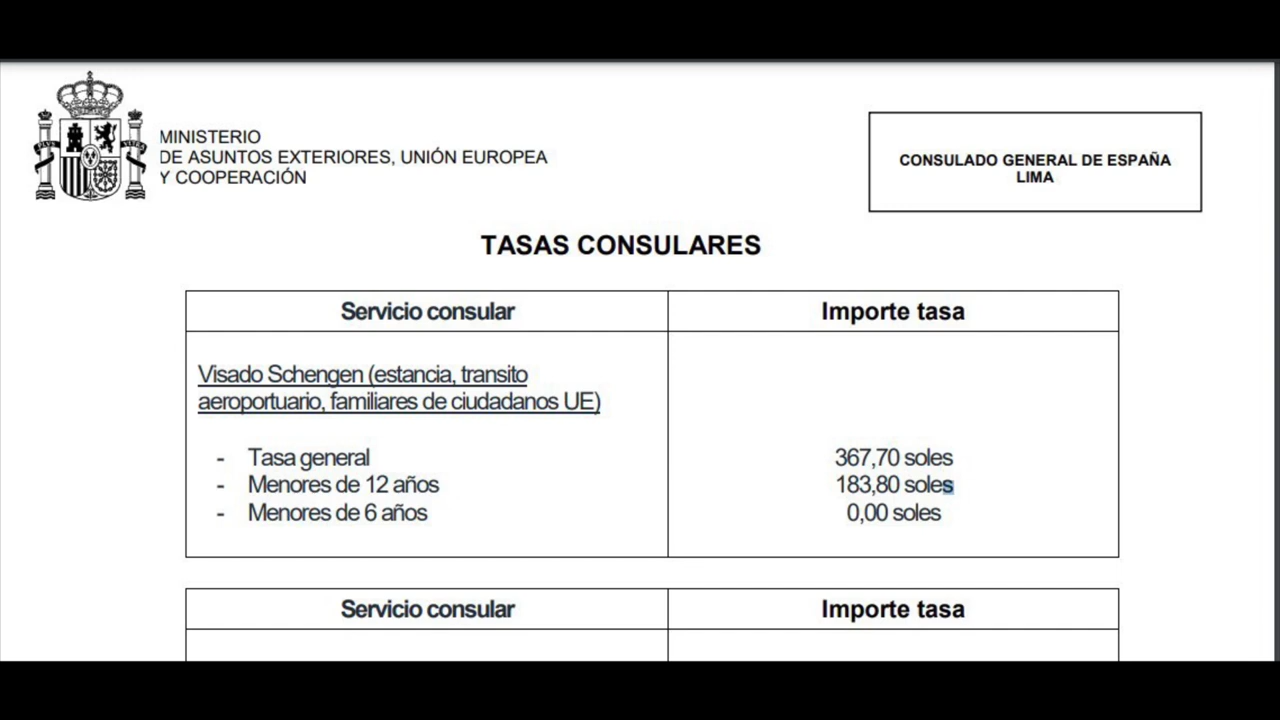 MINISTERIO
DE ASUNTOS EXTERIORES, UNIÓN EUROPEA
Y COOPERACIÓN
PLVS VLTRA
CONSULADO GENERAL DE ESPAÑA
LIMA
TASAS CONSULARES
Servicio consular Importe tasa
Visado Schengen (estancia, transito
aeroportuario, familiares de ciudadanos UE)
- Tasa general 367,70 soles
- Menores de 12 años 183,80 soles
- Menores de 6 años 0,00 soles
Servicio consular Importe tasa